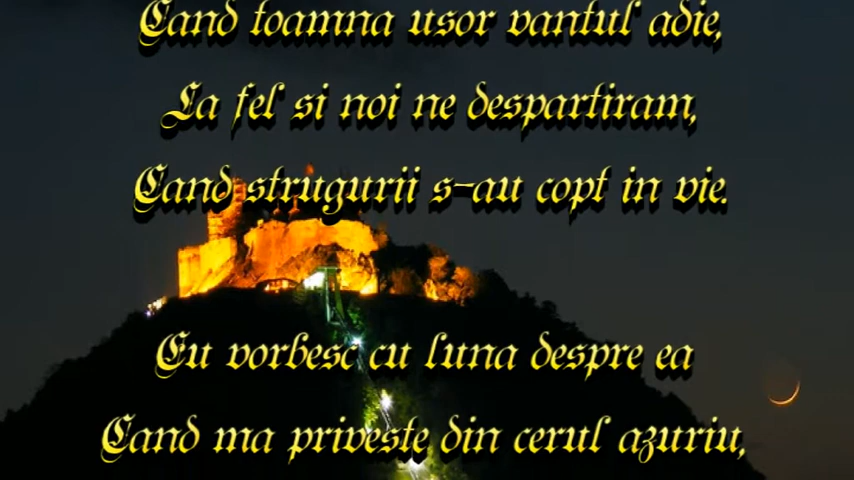 Cand toamna usor vantul adie,
La fel si noi ne despartiram,
Cand strugurii s-au copt in vie.
Eu vorbesc cu luna despre ea
Cand ma priveste din cerul azuriu,